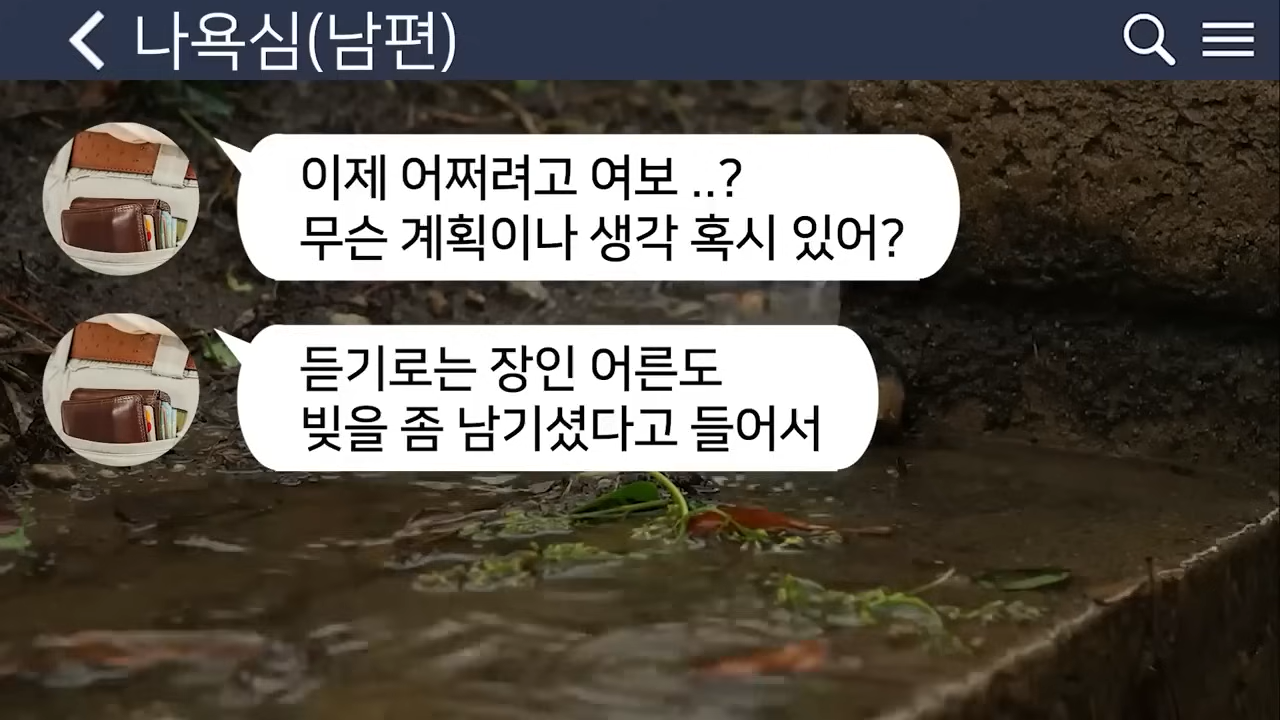 나욕심(남편)
이제 어쩌려고 여보 ..?
무슨 계획이나 생각 혹시 있어?
듣기로는 장인 어른도
빚을 좀 남기셨다고 들어서